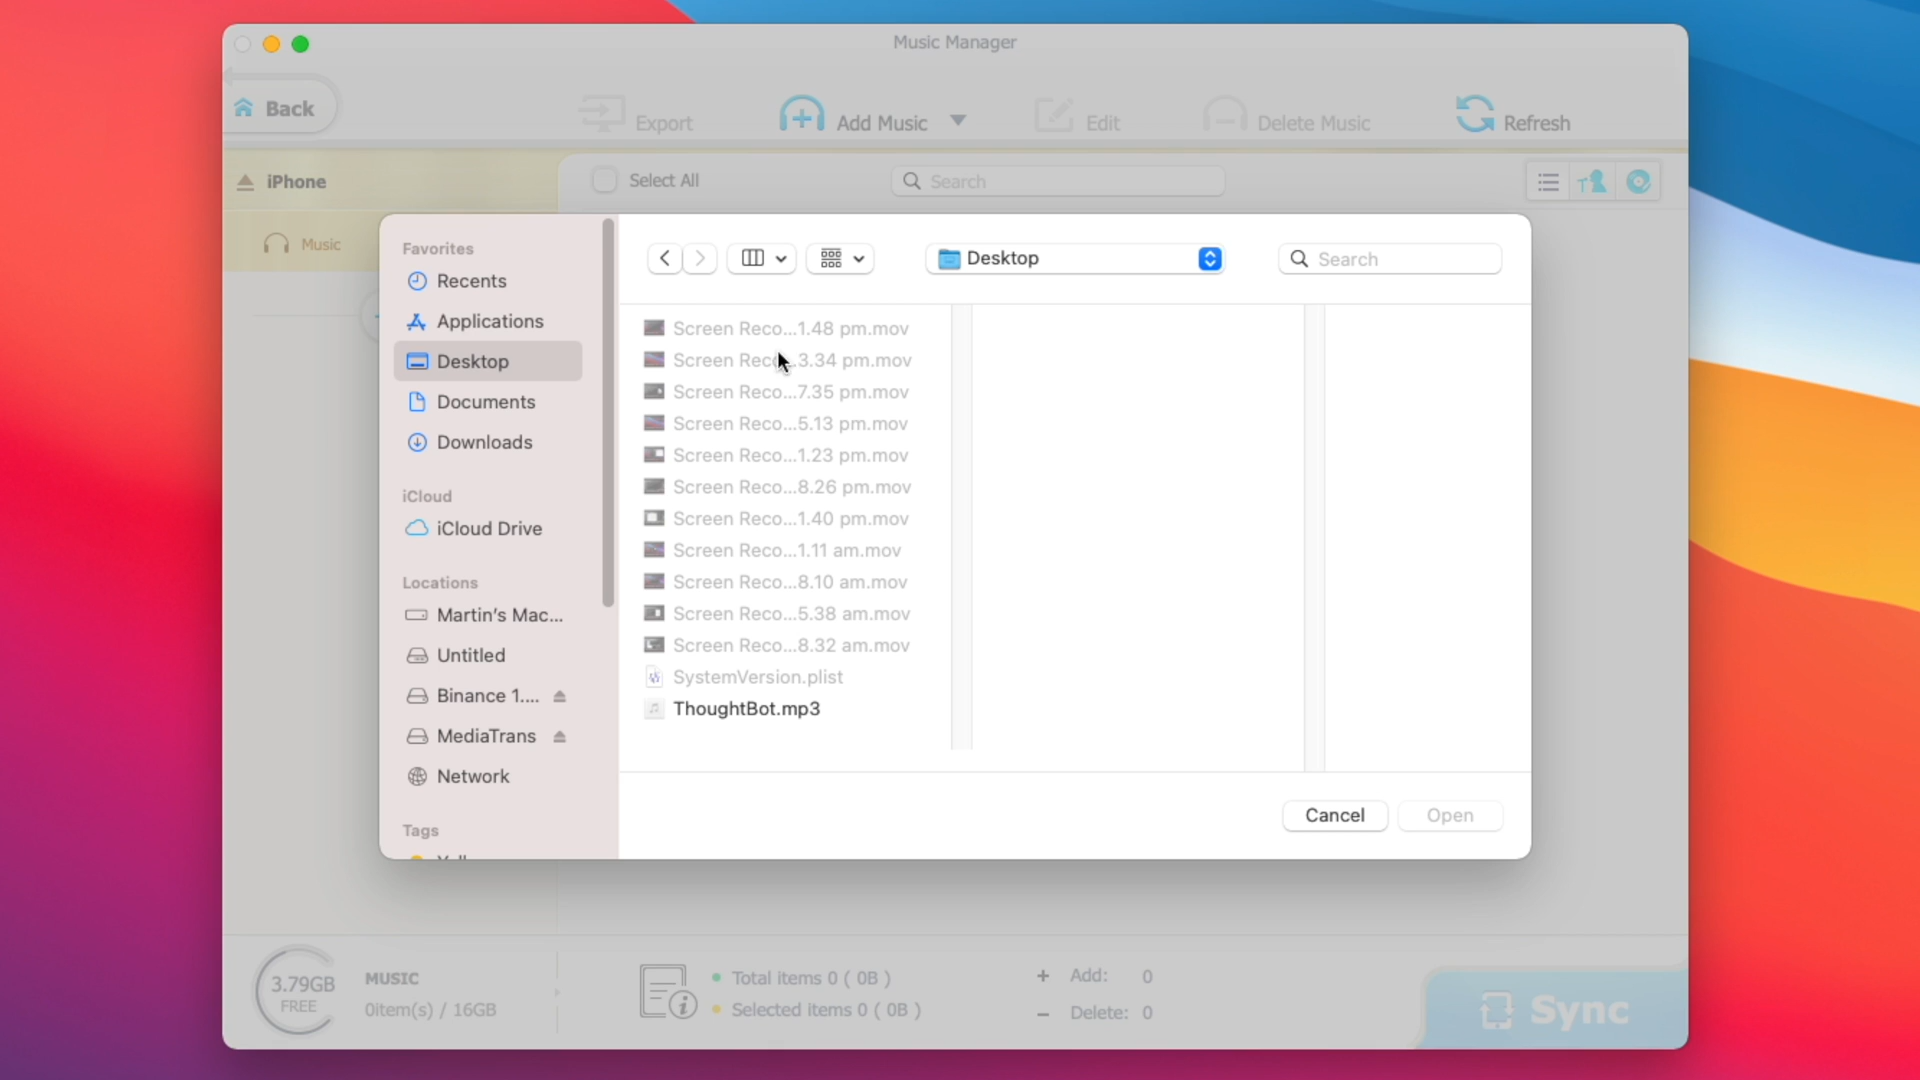 Music Manager
Back
Export
Add Music
Edit
Delete Music
Refresh
iPhone
Select All
Search
Music
Favorites
Recents
Applications
Desktop
Documents
Downloads
iCloud
iCloud Drive
Locations
Martin's Mac...
Untitled
Binance 1....
MediaTrans
Network
Tags
Desktop
Search
Screen Reco...1.48 pm.mov
Screen Reco...3.34 pm.mov
Screen Reco...7.35 pm.mov
Screen Reco...5.13 pm.mov
Screen Reco...1.23 pm.mov
Screen Reco...8.26 pm.mov
Screen Reco...1.40 pm.mov
Screen Reco...1.11 am.mov
Screen Reco...8.10 am.mov
Screen Reco...5.38 am.mov
Screen Reco...8.32 am.mov
SystemVersion.plist
ThoughtBot.mp3
Cancel
Open
3.79GB
FREE
MUSIC
0item(s) / 16GB
Total items 0 ( 0B )
Selected items 0 ( 0B )
+ Add: 0
− Delete: 0
Sync